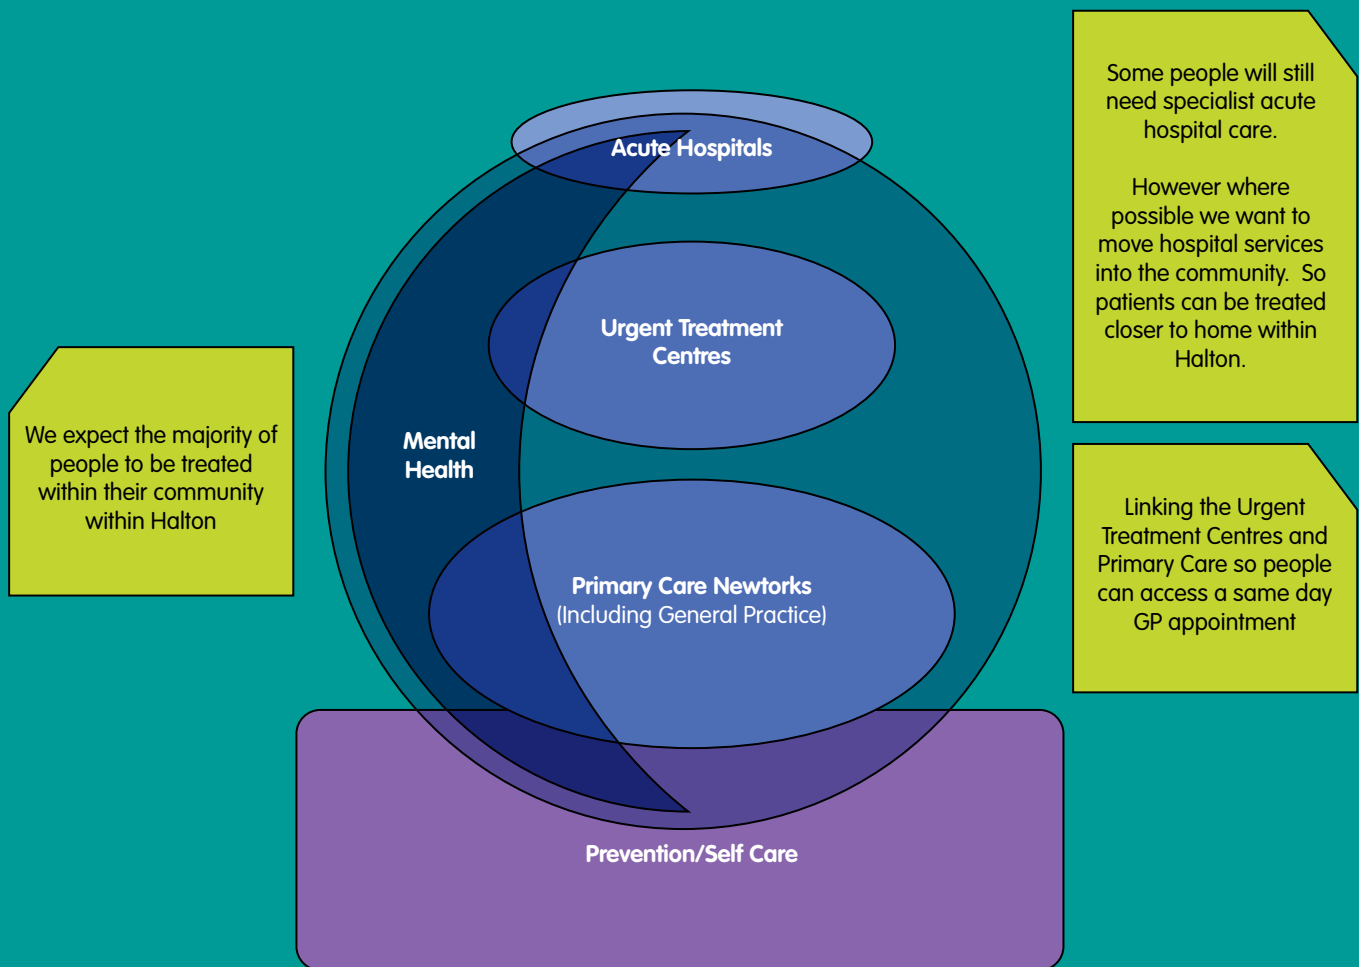 Some people will still
need specialist acute
hospital care.
However where
possible we want to
move hospital services
into the community. So
patients can be treated
closer to home within
Halton.
Acute Hospitals
Urgent Treatment
Centres
Mental
Health
We expect the majority of
people to be treated
within their community
within Halton
Linking the Urgent
Treatment Centres and
Primary Care so people
can access a same day
GP appointment
Primary Care Newtorks
(Including General Practice)
Prevention/Self Care